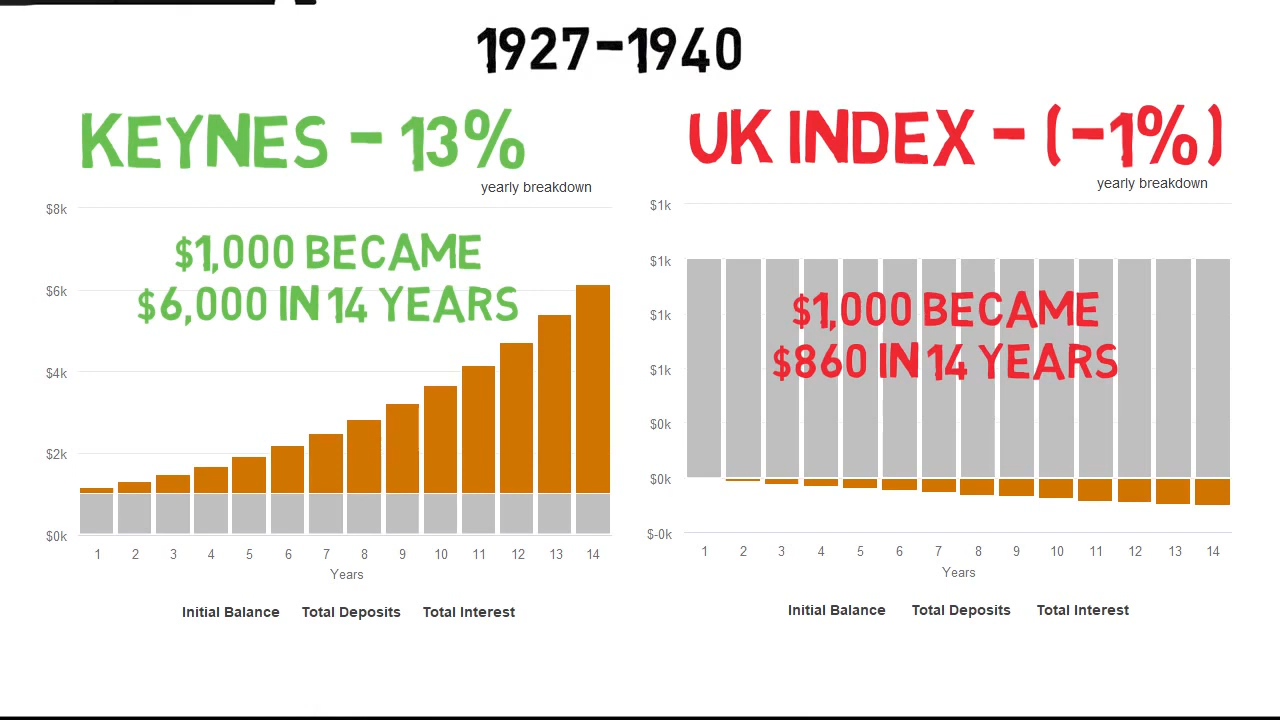 1927-1940
KEYNES - 13%
yearly breakdown
$8k
$6k
$4k
$2k
$0k
$1,000 BECAME
$6,000 IN 14 YEARS
1 2 3 4 5 6 7 8 9 10 11 12 13 14
Years
Initial Balance Total Deposits Total Interest
UK INDEX - (-1%)
yearly breakdown
$1k
$1k
$1k
$1k
$0k
$0k
$-0k
$1,000 BECAME
$860 IN 14 YEARS
1 2 3 4 5 6 7 8 9 10 11 12 13 14
Years
Initial Balance Total Deposits Total Interest